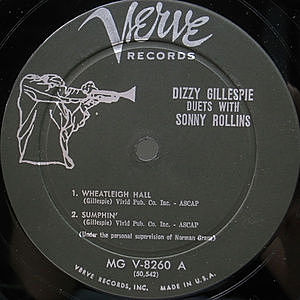 Verve
RECORDS
DIZZY GILLESPIE
DUETS WITH
SONNY ROLLINS
1. WHEATLEIGH HALL
(Gillespie) Vivid Pub. Co. Inc. - ASCAP
2. SUMPHIN'
(Gillespie) Vivid Pub. Co. Inc. - ASCAP
(Under the personal supervision of Norman Granz)
MG V-8260 A
(50,542)
VERVE RECORDS, INC. MADE IN U.S.A.